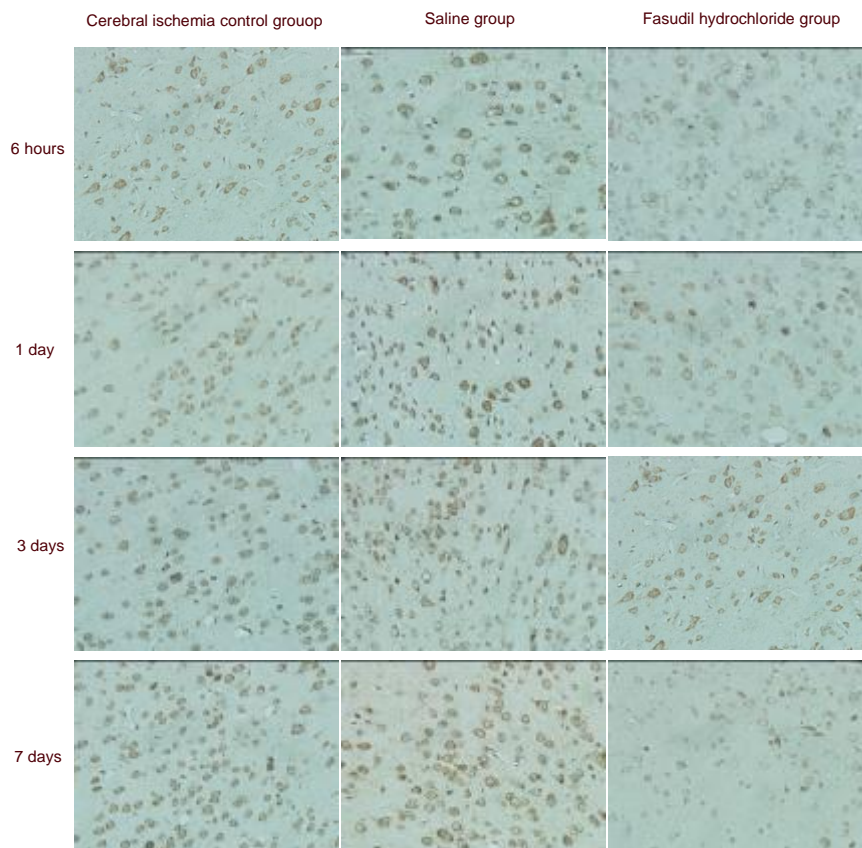 Cerebral ischemia control grouop
Saline group
Fasudil hydrochloride group
6 hours
1 day
3 days
7 days